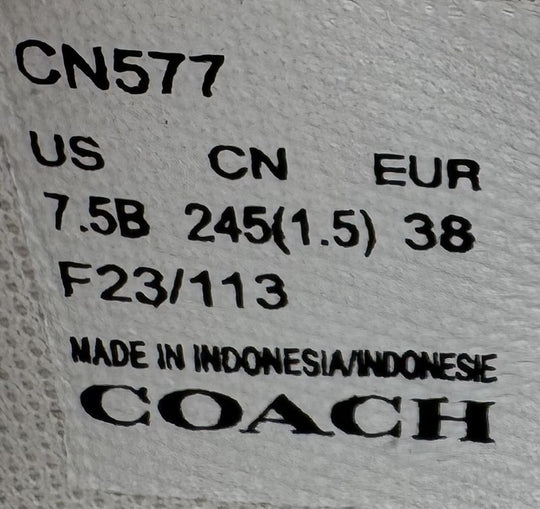 CN577
US CN EUR
7.5B 245(1.5) 38
F23/113
MADE IN INDONESIA/INDONESIE
COACH